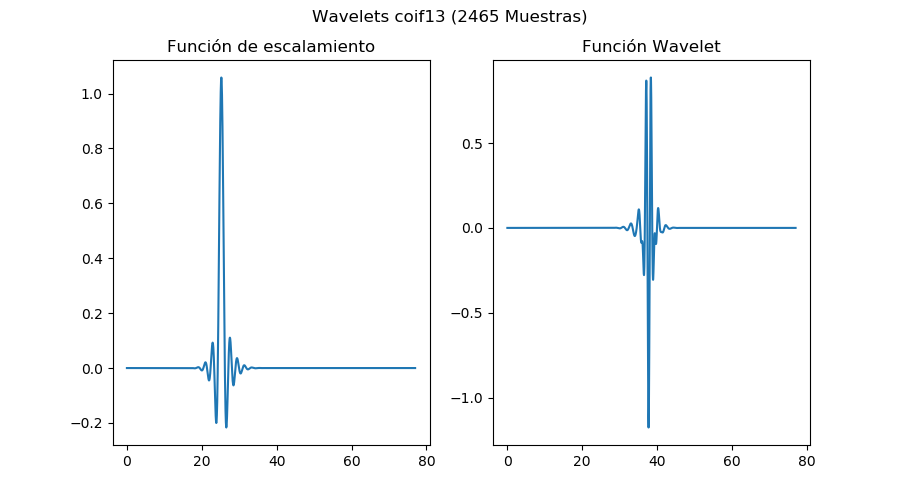 Wavelets coif13 (2465 Muestras)
Función de escalamiento
Función Wavelet
1.0
0.8
0.6
0.4
0.2
0.0
−0.2
0 20 40 60 80
0.5
0.0
−0.5
−1.0
0 20 40 60 80